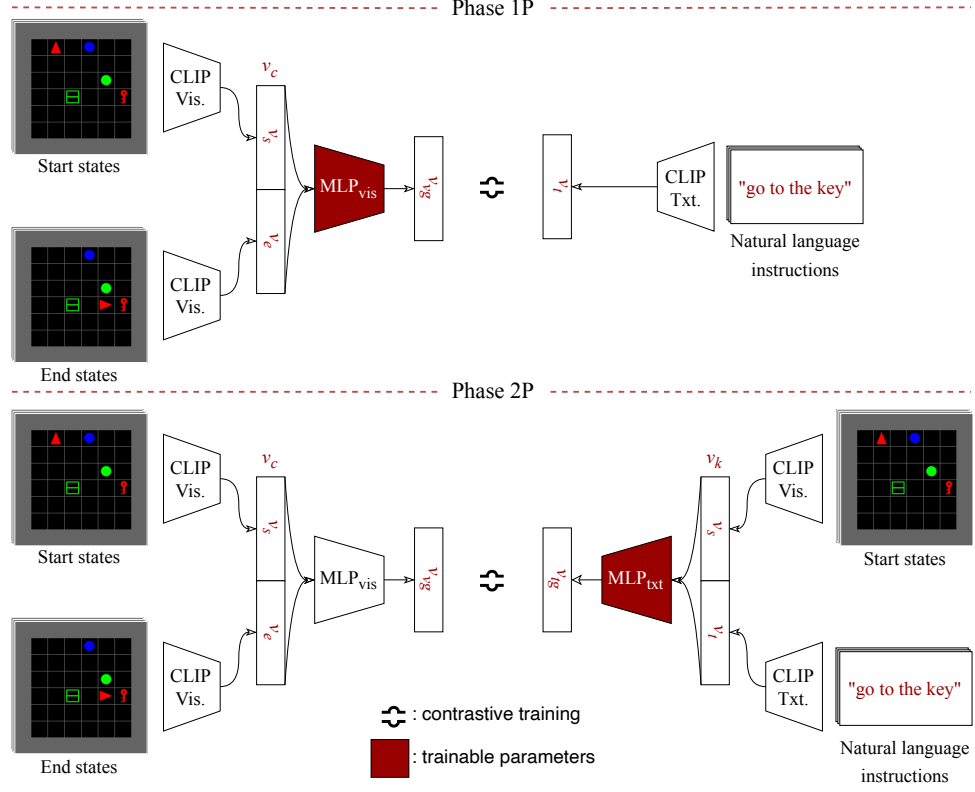 Phase 1P
CLIP
Vis.
v_c
v_s
v_e
MLP_vis
v_vg
v_t
CLIP
Txt.
"go to the key"
Natural language
instructions
Start states
CLIP
Vis.
End states
Phase 2P
CLIP
Vis.
v_c
v_s
v_e
MLP_vis
v_vg
v_lg
MLP_txt
v_k
v_s
v_t
CLIP
Vis.
Start states
Start states
CLIP
Vis.
CLIP
Txt.
"go to the key"
: contrastive training
: trainable parameters
End states
Natural language
instructions